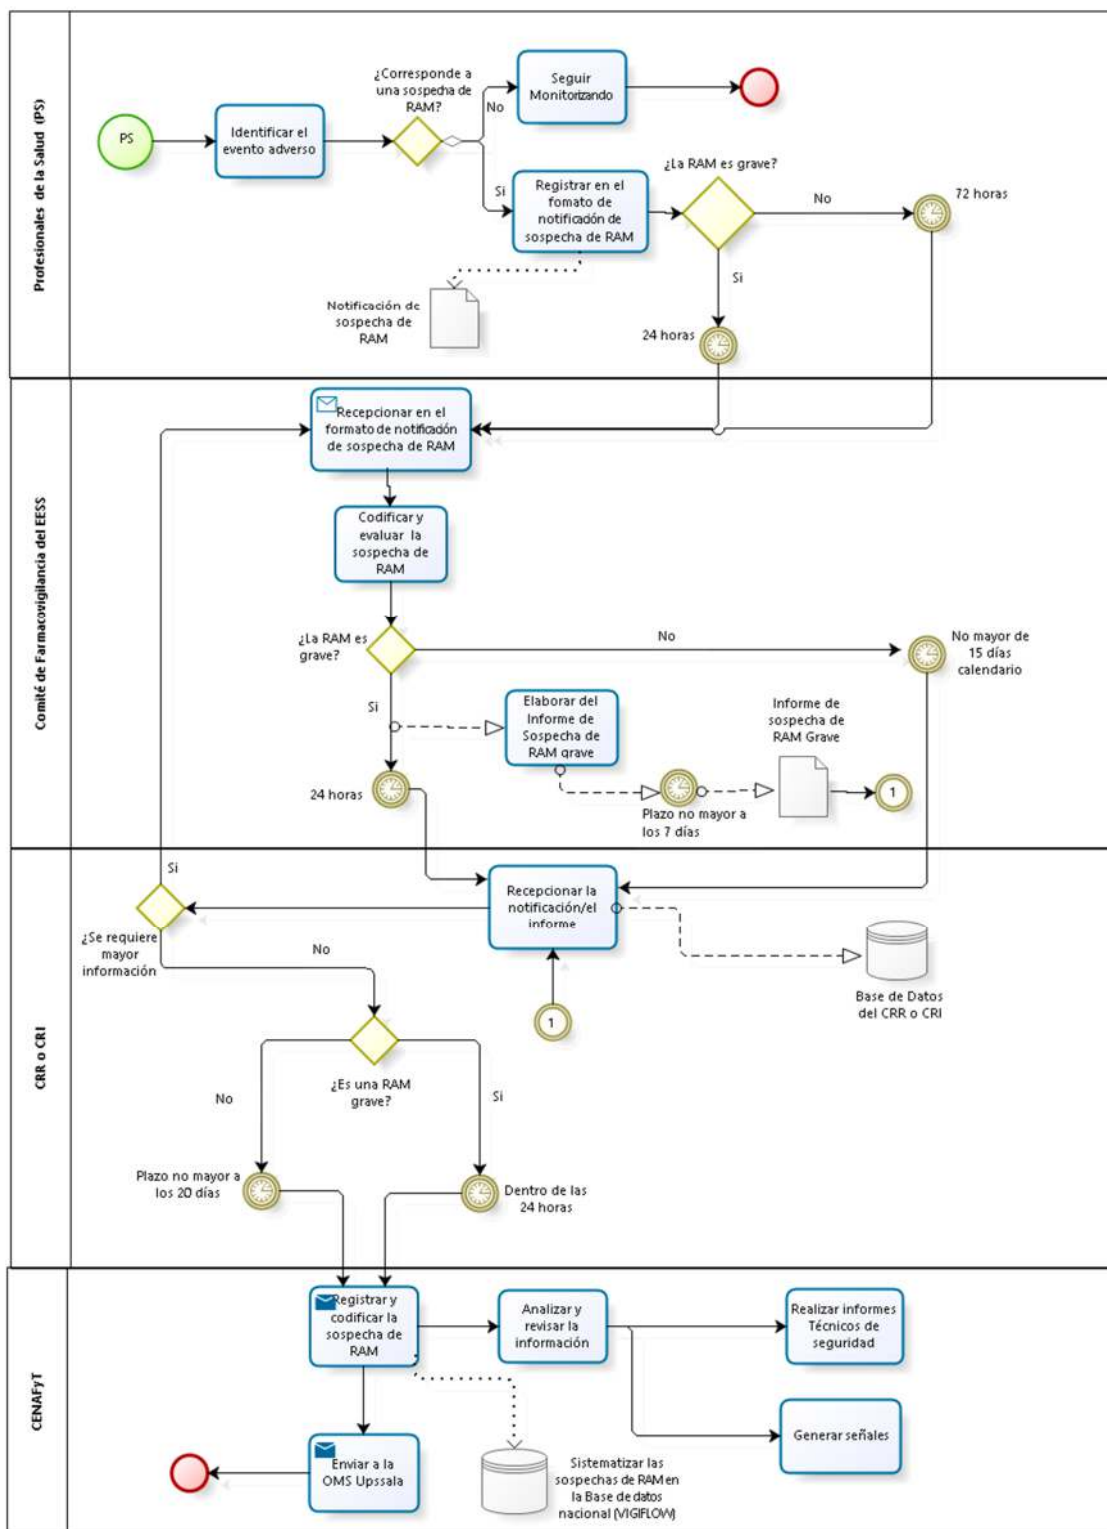 Profesionales de la Salud (PS)
PS
Identificar el
evento adverso
¿Corresponde a
una sospecha de
RAM?
No
Seguir
Monitorizando
Si
Registrar en el
fomato de
notificación de
sospecha de RAM
¿La RAM es grave?
No
72 horas
Si
24 horas
Notificación de
sospecha de
RAM
Comité de Farmacovigilancia del EESS
Recepcionar en el
formato de notificación
de sospecha de RAM
Codificar y
evaluar la
sospecha de
RAM
¿La RAM es
grave?
No
No mayor de
15 días
calendario
Si
Elaborar del
Informe de
Sospecha de
RAM grave
Informe de
sospecha de
RAM Grave
24 horas
Plazo no mayor a
los 7 días
1
CRR o CRI
Si
Recepcionar la
notificación/el
informe
¿Se requiere
mayor
información
No
Base de Datos
del CRR o CRI
1
¿Es una RAM
grave?
No
Si
Plazo no mayor a
los 20 días
Dentro de las
24 horas
CENAFyT
Registrar y
codificar la
sospecha de
RAM
Analizar y
revisar la
información
Realizar informes
Técnicos de
seguridad
Generar señales
Enviar a la
OMS Upssala
Sistematizar las
sospechas de RAM en
la Base de datos
nacional (VIGIFLOW)